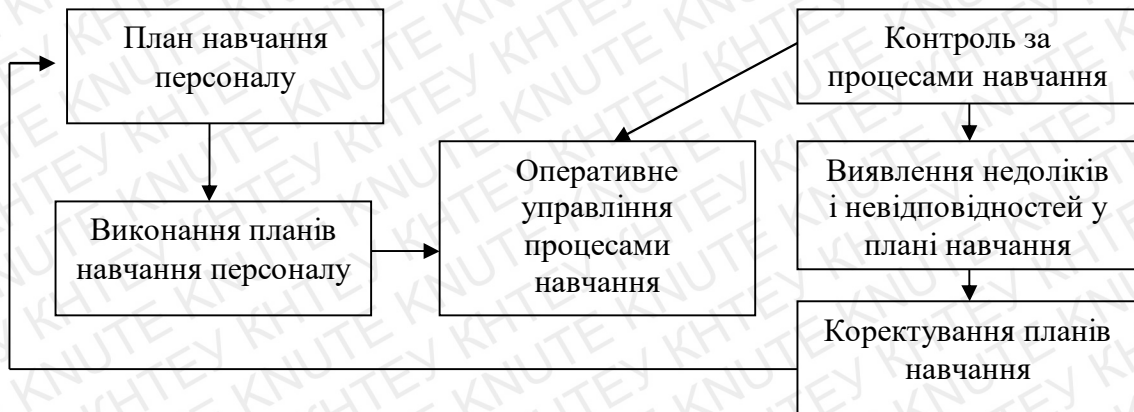 План навчання
персоналу
Контроль за
процесами навчання
Оперативне
управління
процесами
навчання
Виявлення недоліків
і невідповідностей у
плані навчання
Виконання планів
навчання персоналу
Коректування планів
навчання